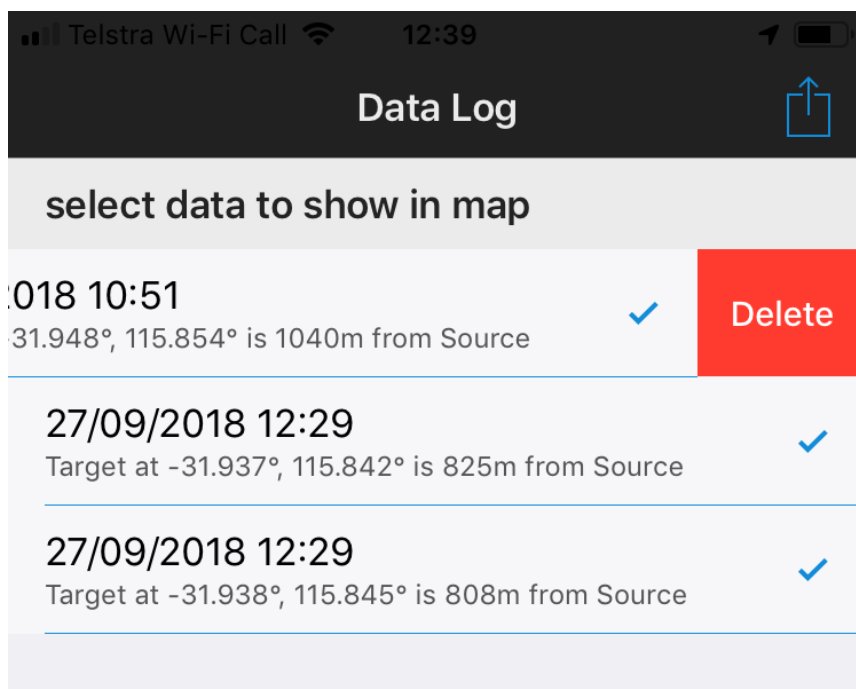 Telstra Wi-Fi Call 12:39
Data Log
select data to show in map
018 10:51
31.948°, 115.854° is 1040m from Source
Delete
27/09/2018 12:29
Target at -31.937°, 115.842° is 825m from Source
27/09/2018 12:29
Target at -31.938°, 115.845° is 808m from Source